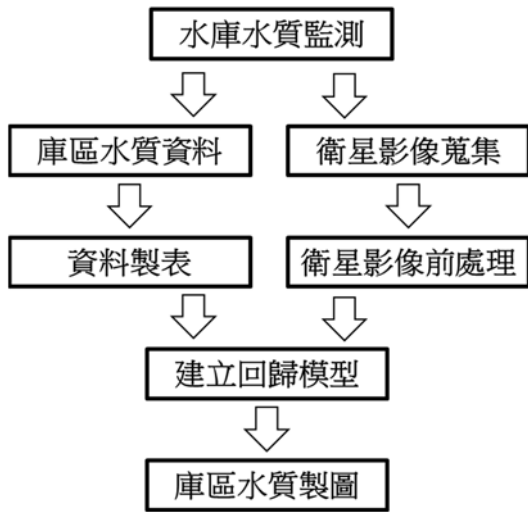 水庫水質監測
庫區水質資料
衛星影像蒐集
資料製表
衛星影像前處理
建立回歸模型
庫區水質製圖